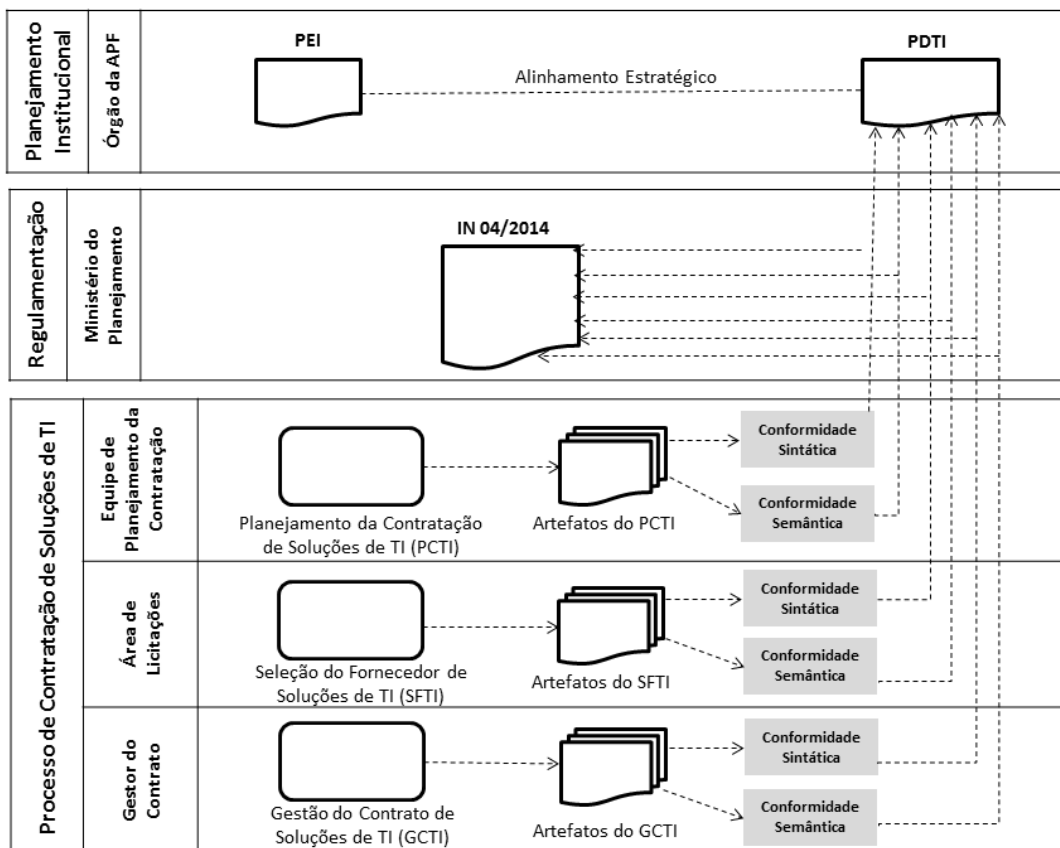 Planejamento
Institucional
Órgão da APF
PEI
Alinhamento Estratégico
PDTI
Regulamentação
Ministério do
Planejamento
IN 04/2014
Processo de Contratação de Soluções de TI
Equipe de
Planejamento da
Contratação
Planejamento da Contratação
de Soluções de TI (PCTI)
Artefatos do PCTI
Conformidade
Sintática
Conformidade
Semântica
Área de
Licitações
Seleção do Fornecedor de
Soluções de TI (SFTI)
Artefatos do SFTI
Conformidade
Sintática
Conformidade
Semântica
Gestor do
Contrato
Gestão do Contrato de
Soluções de TI (GCTI)
Artefatos do GCTI
Conformidade
Sintática
Conformidade
Semântica